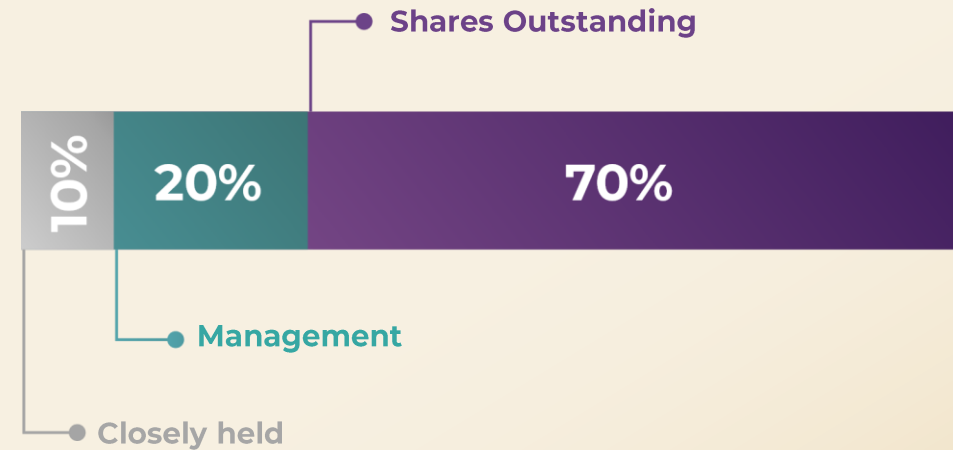 Shares Outstanding
10%
20%
70%
Management
Closely held